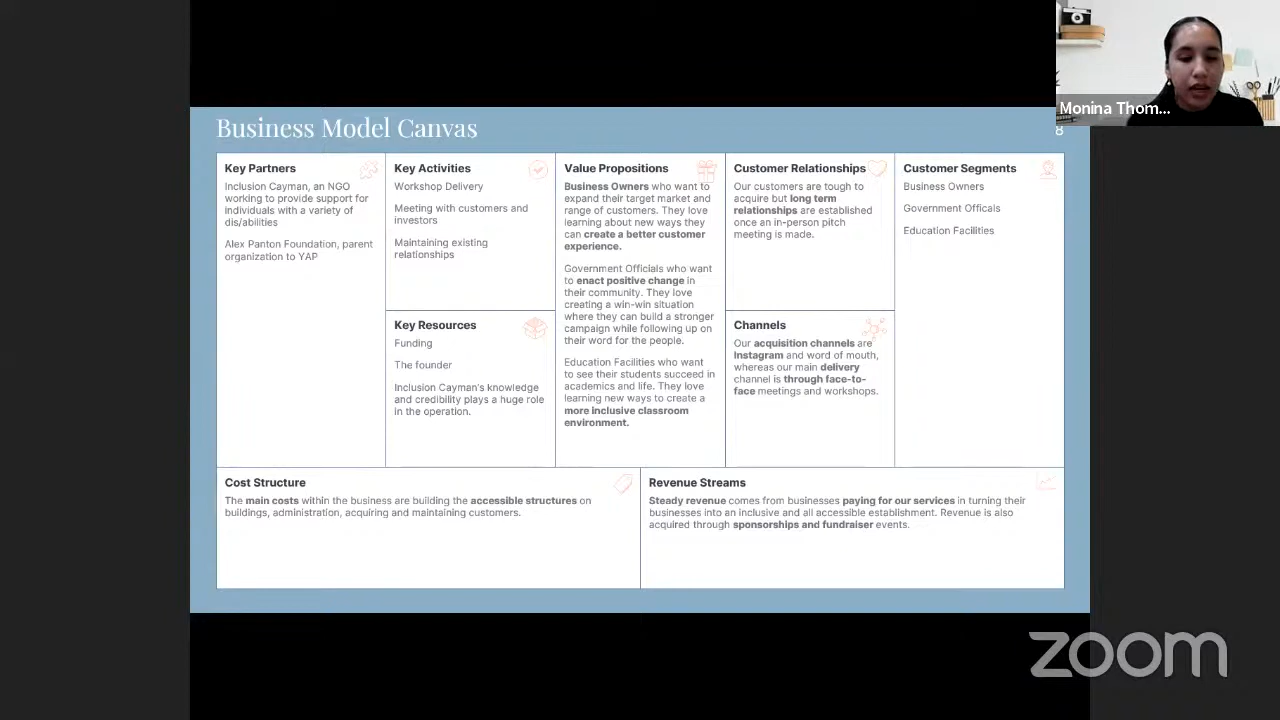 Business Model Canvas
8
Monina Thom...
Key Partners
Inclusion Cayman, an NGO
working to provide support for
individuals with a variety of
dis/abilities
Alex Panton Foundation, parent
organization to YAP
Key Activities
Workshop Delivery
Meeting with customers and
investors
Maintaining existing
relationships
Key Resources
Funding
The founder
Inclusion Cayman's knowledge
and credibility plays a huge role
in the operation.
Value Propositions
Business Owners who want to
expand their target market and
range of customers. They love
learning about new ways they
can create a better customer
experience.
Government Officials who want
to enact positive change in
their community. They love
creating a win-win situation
where they can build a stronger
campaign while following up on
their word for the people.
Education Facilities who want
to see their students succeed in
academics and life. They love
learning new ways to create a
more inclusive classroom
environment.
Customer Relationships
Our customers are tough to
acquire but long term
relationships are established
once an in-person pitch
meeting is made.
Channels
Our acquisition channels are
Instagram and word of mouth,
whereas our main delivery
channel is through face-to-
face meetings and workshops.
Customer Segments
Business Owners
Government Officals
Education Facilities
Cost Structure
The main costs within the business are building the accessible structures on
buildings, administration, acquiring and maintaining customers.
Revenue Streams
Steady revenue comes from businesses paying for our services in turning their
businesses into an inclusive and all accessible establishment. Revenue is also
acquired through sponsorships and fundraiser events.
zoom